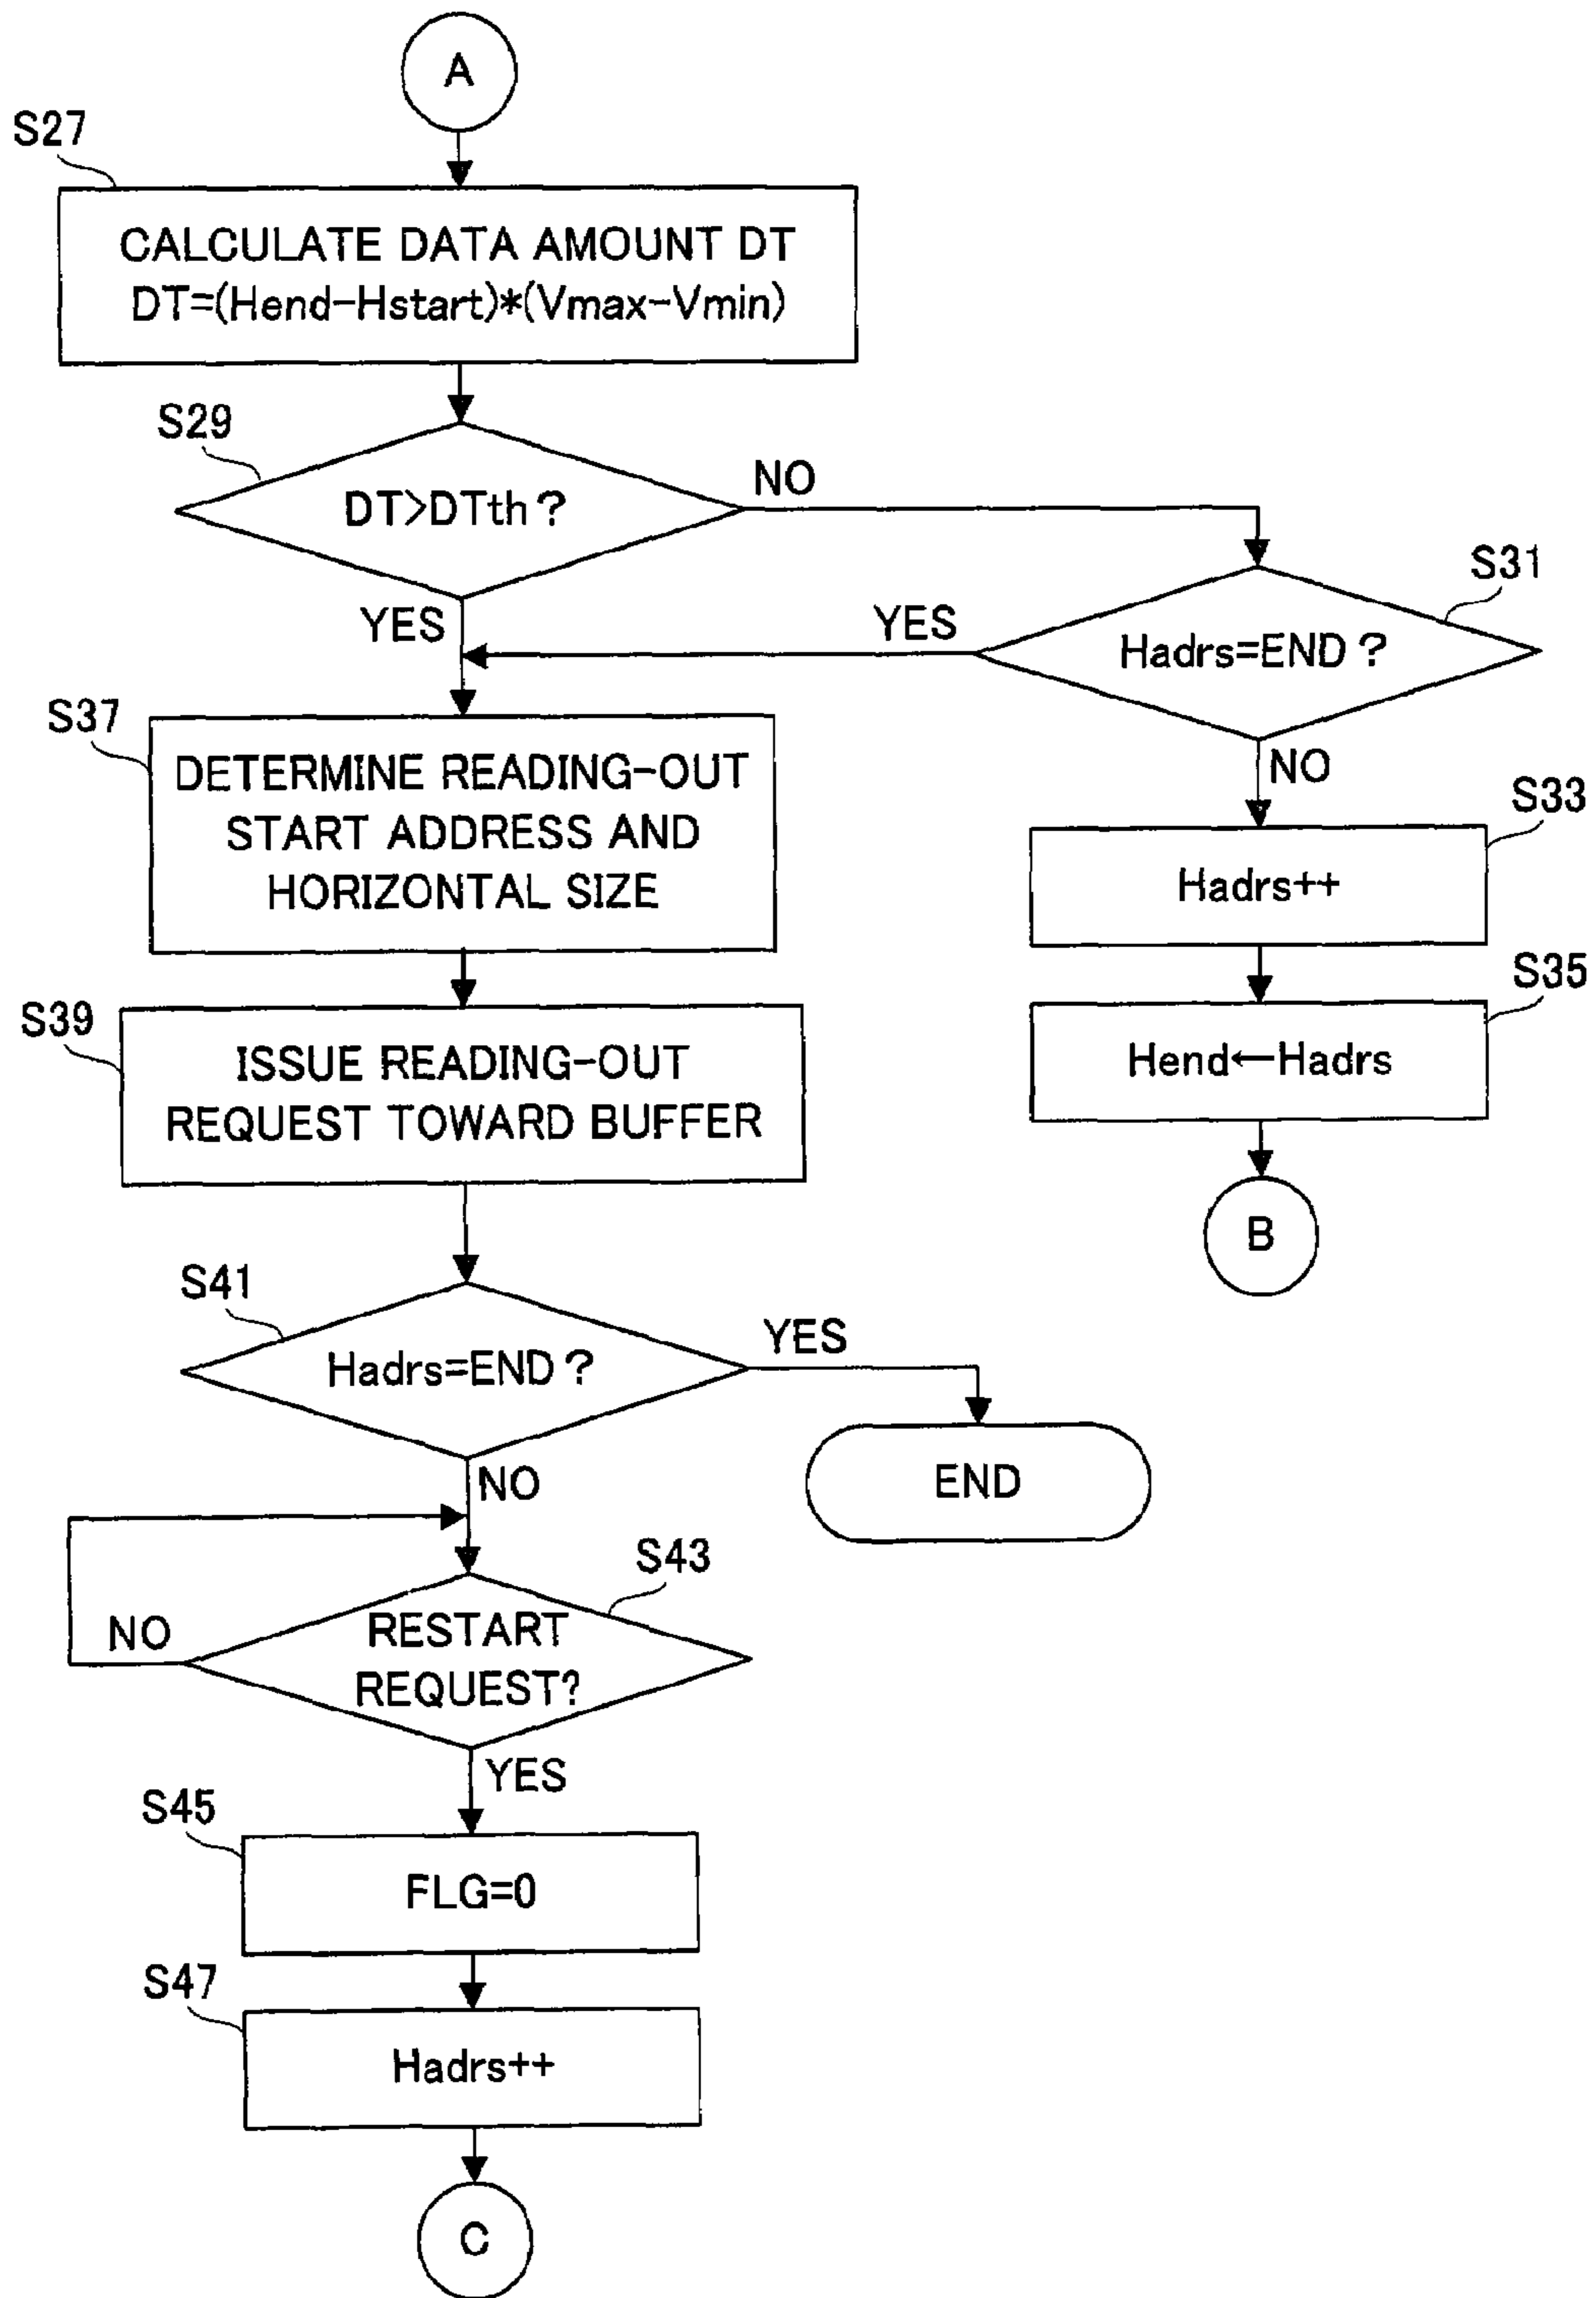 A
S27
CALCULATE DATA AMOUNT DT
DT=(Hend-Hstart)*(Vmax-Vmin)
S29
DT>DTth ?
NO
YES
S31
Hadrs=END ?
YES
NO
S33
Hadrs++
S35
Hend←Hadrs
B
S37
DETERMINE READING-OUT
START ADDRESS AND
HORIZONTAL SIZE
S39
ISSUE READING-OUT
REQUEST TOWARD BUFFER
S41
Hadrs=END ?
YES
END
NO
S43
RESTART
REQUEST?
NO
YES
S45
FLG=0
S47
Hadrs++
C